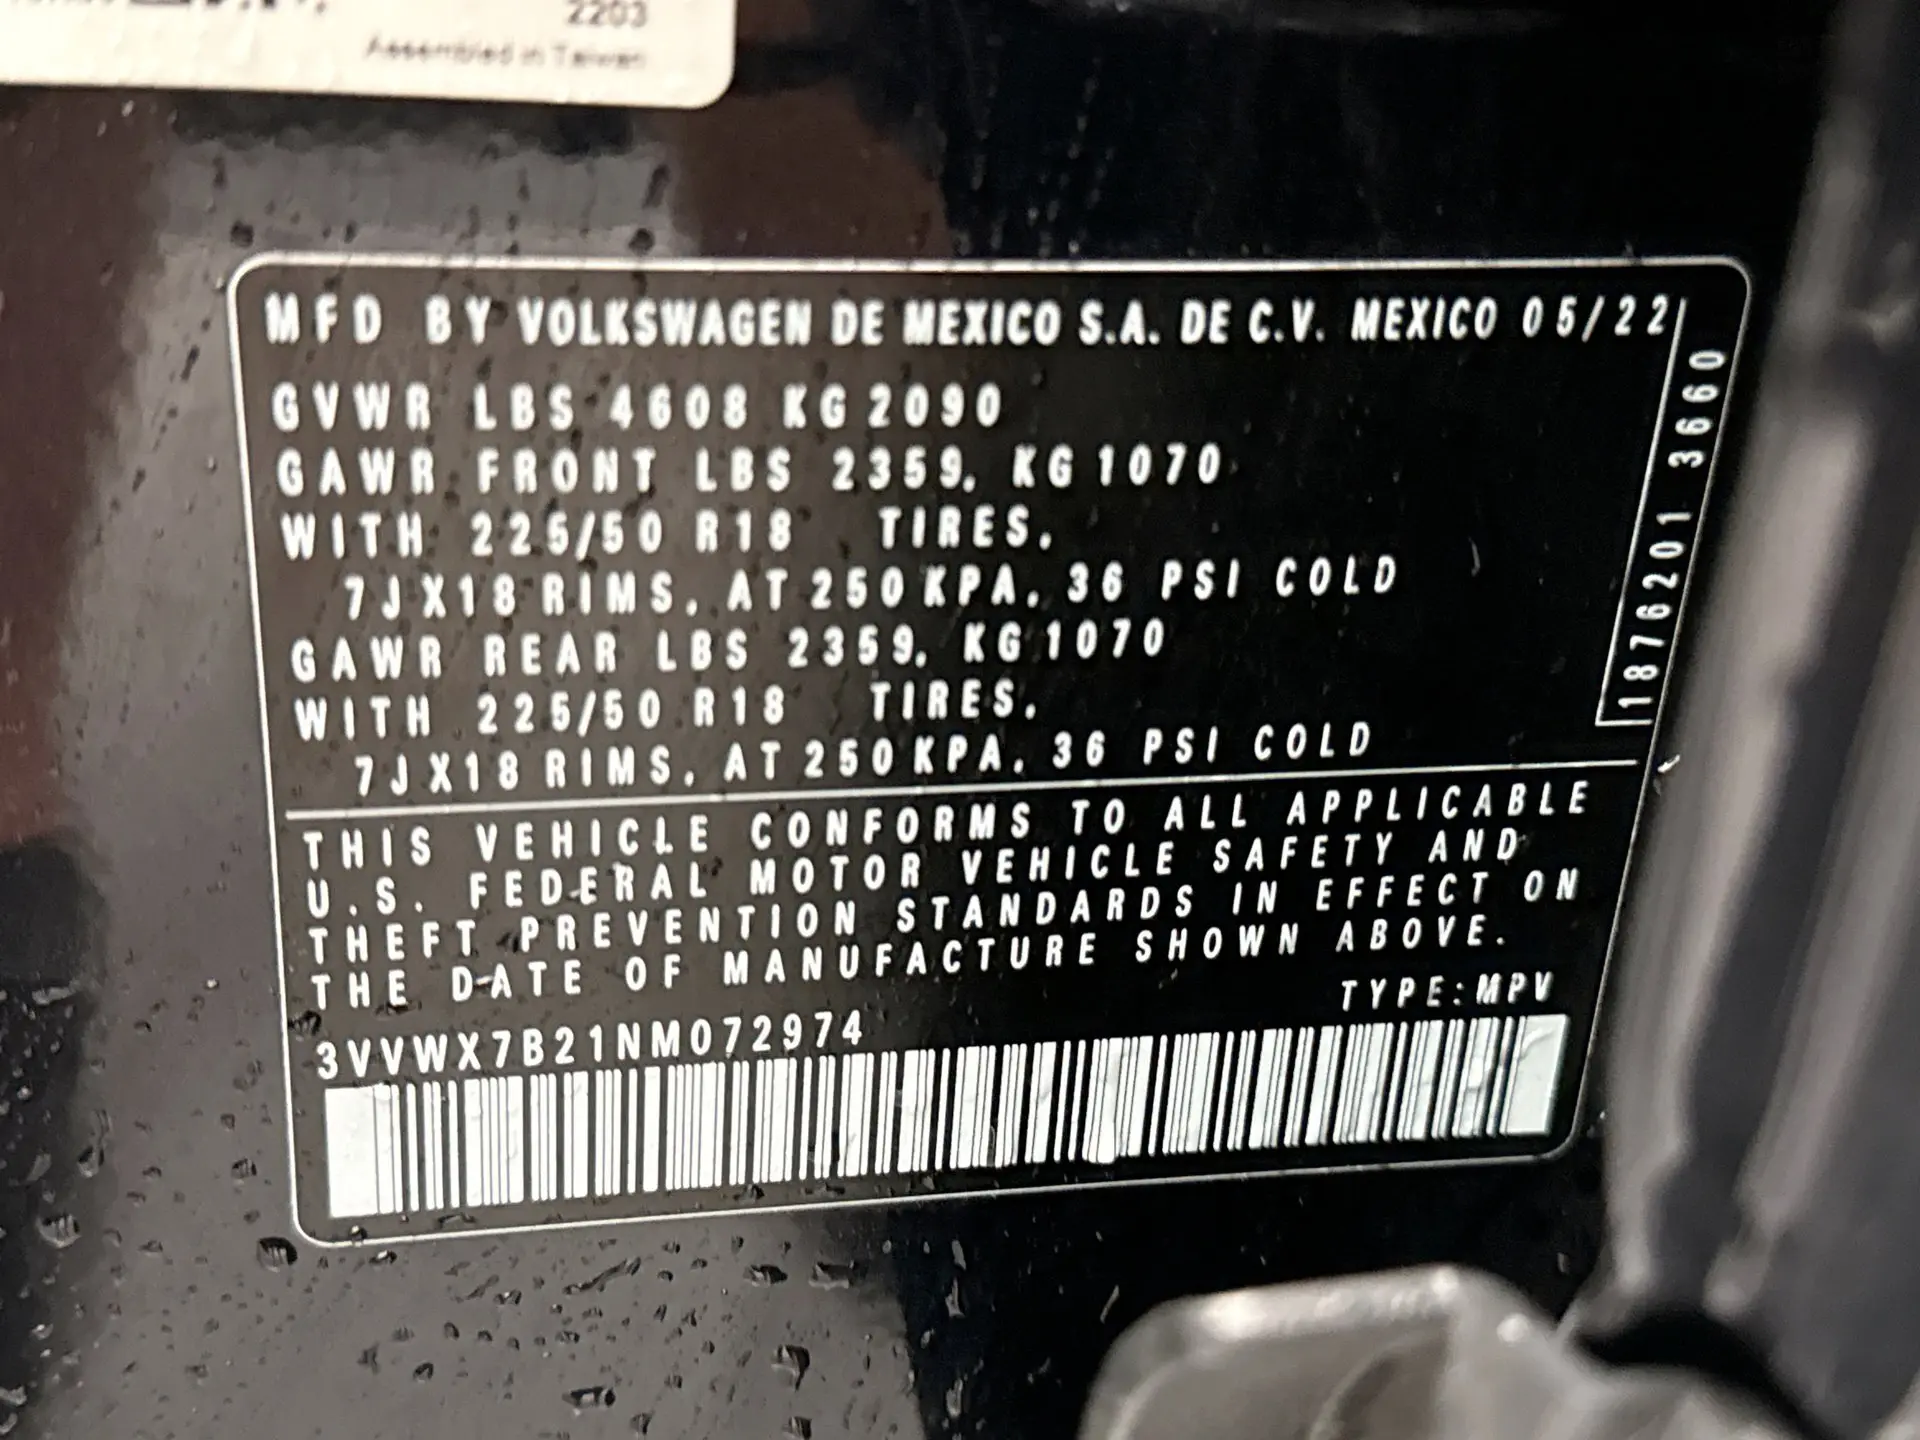 2203
Assembled in Taiwan
MFD BY VOLKSWAGEN DE MEXICO S.A. DE C.V. MEXICO 05/22
GVWR LBS 4608 KG 2090
GAWR FRONT LBS 2359. KG 1070
WITH 225/50 R18 TIRES.
7JX18 RIMS. AT 250 KPA. 36 PSI COLD
GAWR REAR LBS 2359. KG 1070
WITH 225/50 R18 TIRES.
7JX18 RIMS. AT 250 KPA. 36 PSI COLD
1876201 3660
THIS VEHICLE CONFORMS TO ALL APPLICABLE
U.S. FEDERAL MOTOR VEHICLE SAFETY AND
THEFT PREVENTION STANDARDS IN EFFECT ON
THE DATE OF MANUFACTURE SHOWN ABOVE.
TYPE:MPV
3VVWX7B21NM072974